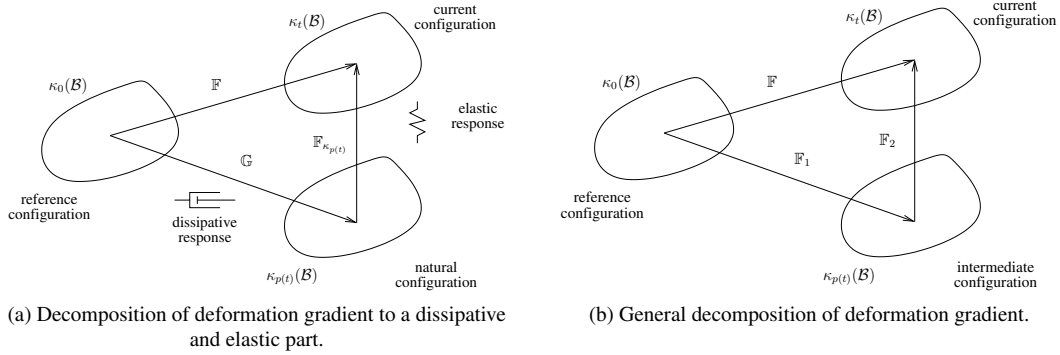 current
configuration
κ_t(ℬ)
κ_0(ℬ)
𝔽
elastic
response
𝔽_{κ_{p(t)}}
𝔾
reference
configuration
dissipative
response
κ_{p(t)}(ℬ)
natural
configuration
(a) Decomposition of deformation gradient to a dissipative
and elastic part.
current
configuration
κ_t(ℬ)
κ_0(ℬ)
𝔽
𝔽_2
𝔽_1
reference
configuration
κ_{p(t)}(ℬ)
intermediate
configuration
(b) General decomposition of deformation gradient.